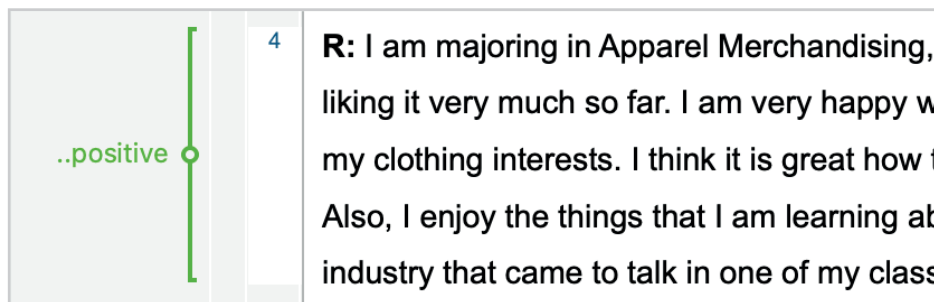 4
R: I am majoring in Apparel Merchandising,
liking it very much so far. I am very happy
my clothing interests. I think it is great how
..positive
Also, I enjoy the things that I am learning
industry that came to talk in one of my